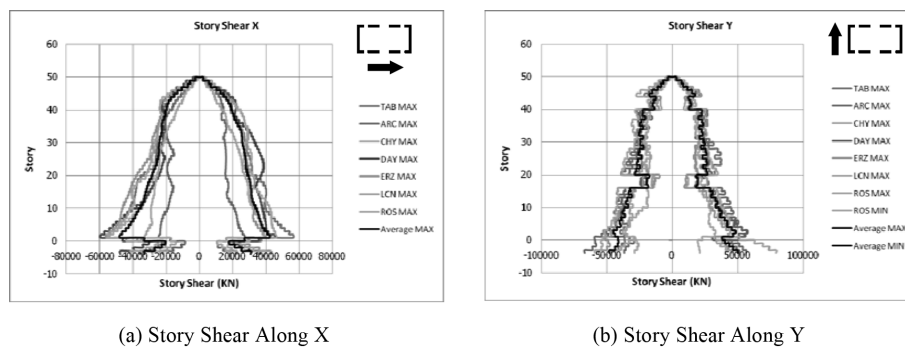 Story Shear X
60
50
40
30
20
10
0
-10
Story
-80000 -60000 -40000 -20000 0 20000 40000 60000 80000
Story Shear (KN)
TAB MAX
ARC MAX
CHY MAX
DAY MAX
ERZ MAX
LCN MAX
ROS MAX
Average MAX
(a) Story Shear Along X
Story Shear Y
60
50
40
30
20
10
0
-10
Story
-100000 -50000 0 50000 100000
Story Shear (KN)
TAB MAX
ARC MAX
CHY MAX
DAY MAX
ERZ MAX
LCN MAX
ROS MAX
ROS MIN
Average MAX
Average MIN
(b) Story Shear Along Y